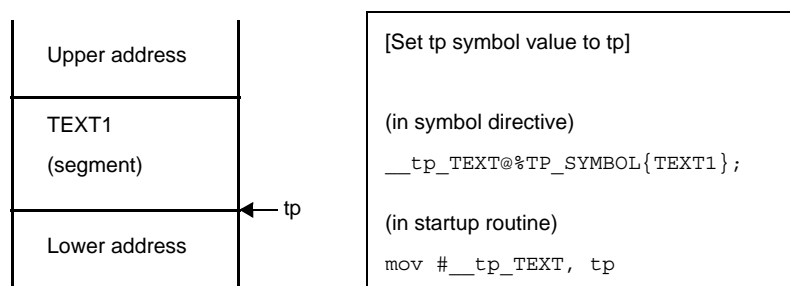 Upper address
TEXT1
(segment)
tp
Lower address
[Set tp symbol value to tp]
(in symbol directive)
__tp_TEXT@%TP_SYMBOL{TEXT1};
(in startup routine)
mov #__tp_TEXT, tp